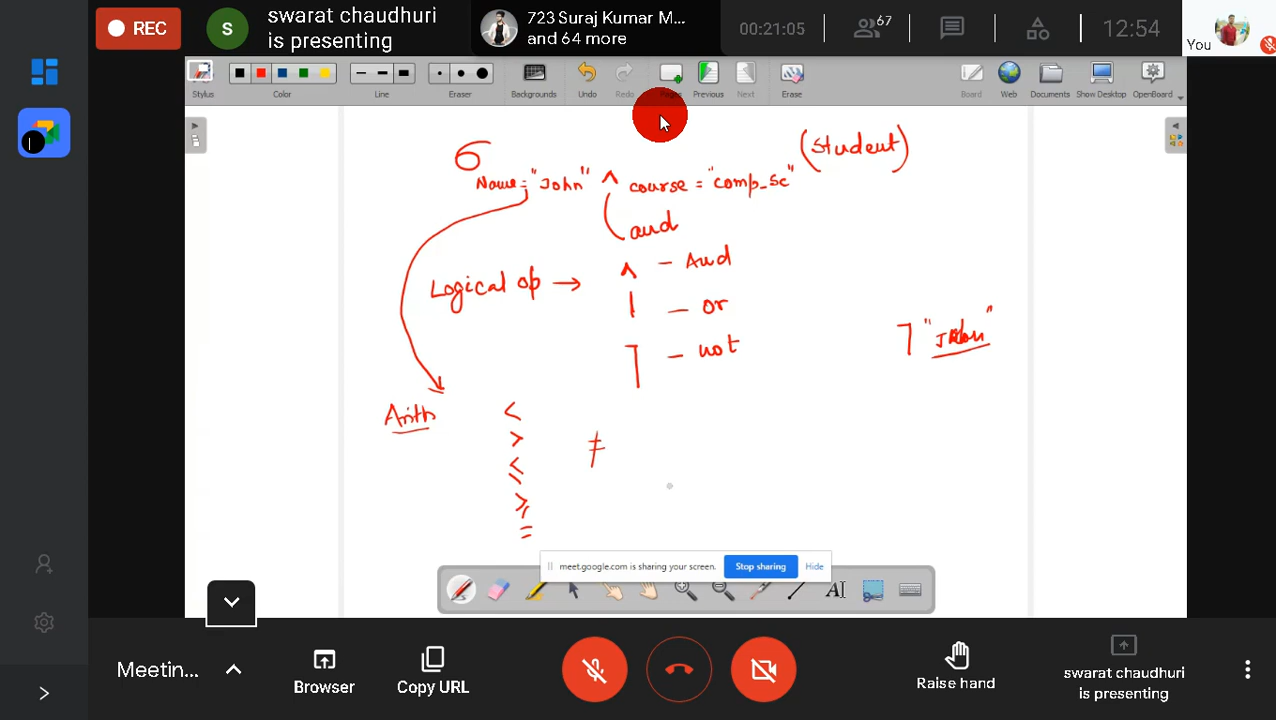 REC
S
swarat chaudhuri
is presenting
723 Suraj Kumar M...
and 64 more
67
12:54
You
Stylus
Color
Line
Eraser
Backgrounds
Undo
Redo
Pages
Previous
Next
Erase
Board
Web
Documents
Show Desktop
OpenBoard
σ Name = "John" ^ course = "comp_Sc" (Student)
and
Logical op → ^ - And
| - or
¬ - not
¬ "John"
Arith
<
>
≠
≤
≥
=
meet.google.com is sharing your screen.
Stop sharing
Hide
21:05
Meetin...
Browser
Copy URL
Raise hand
swarat chaudhuri
is presenting